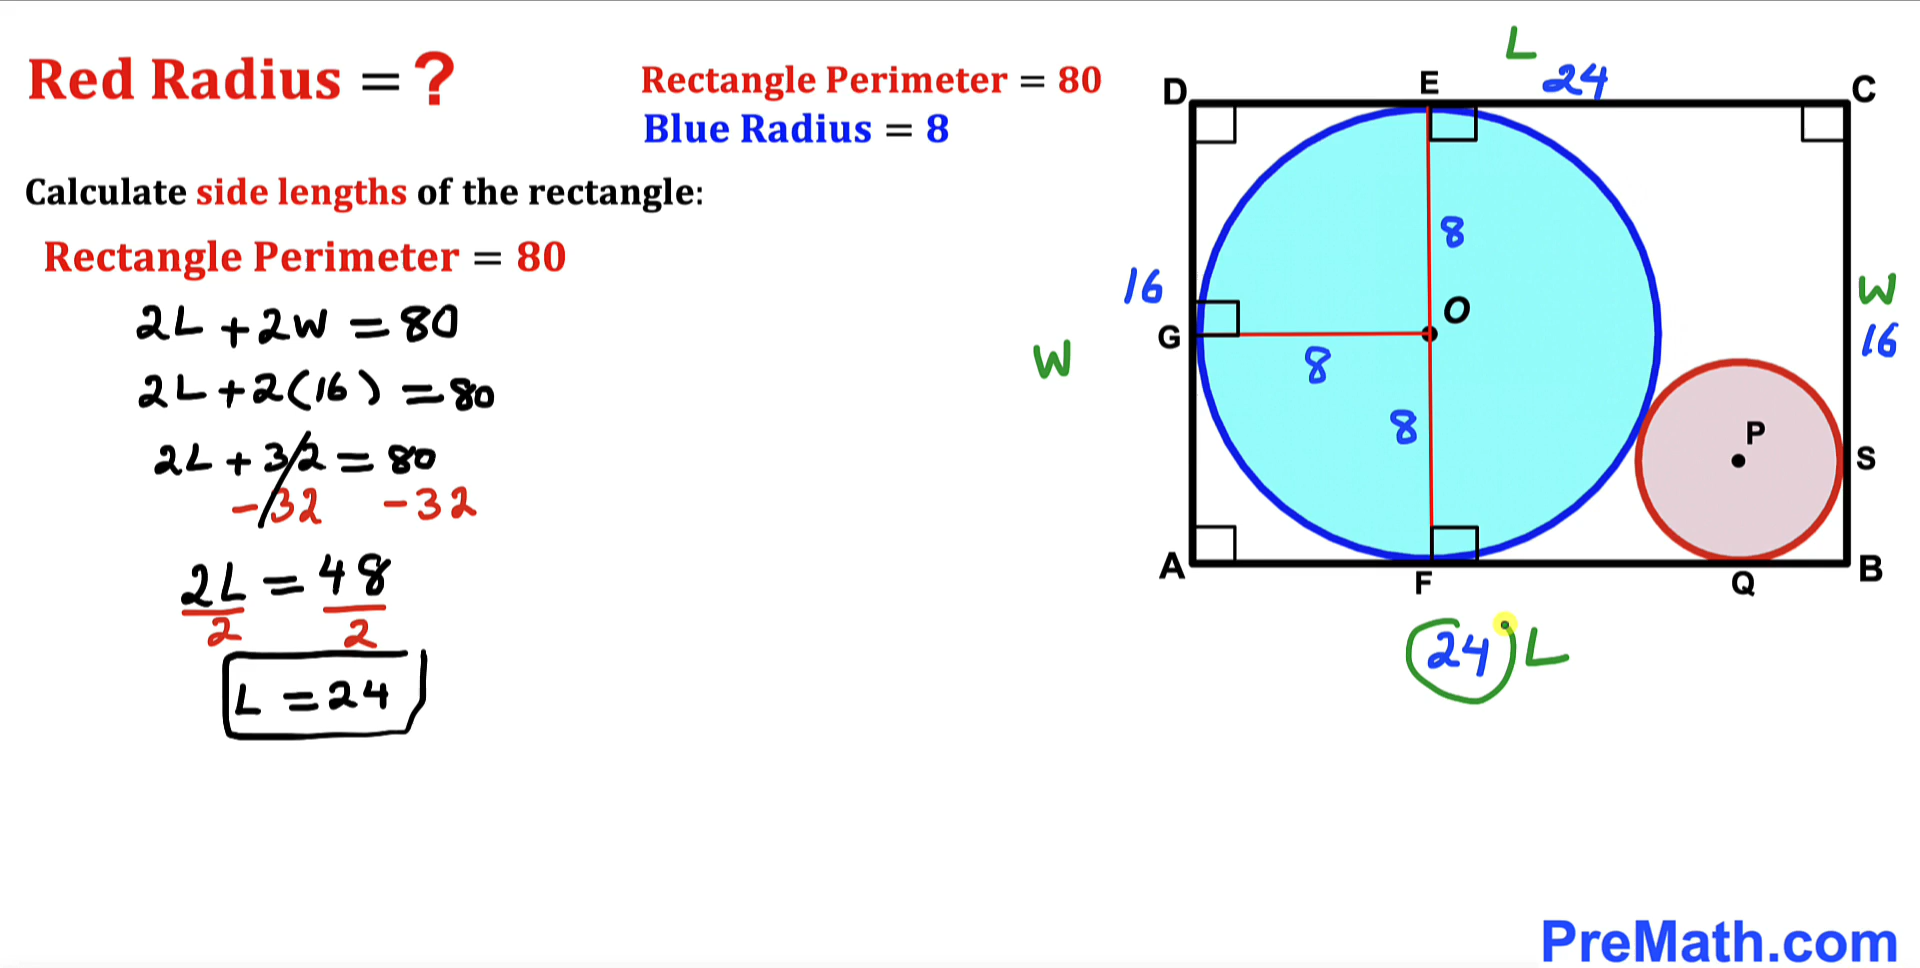 Red Radius = ?
Rectangle Perimeter = 80
Blue Radius = 8
Calculate side lengths of the rectangle:
Rectangle Perimeter = 80
2L + 2W = 80
2L + 2(16) = 80
2L + 32 = 80
-32 -32
2L = 48
2 2
L = 24
L
24
D E C
8
16
O
W
G
16
W
8
8
P
S
A F Q B
24 L
PreMath.com